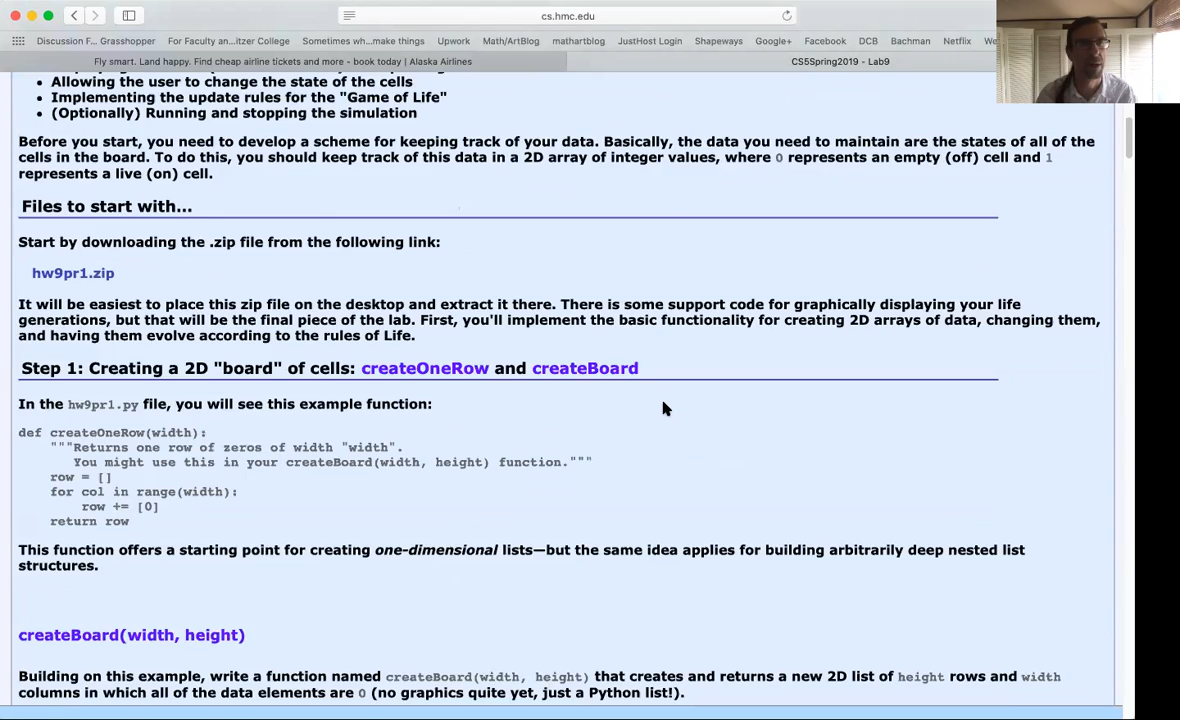 cs.hmc.edu
Discussion F... Grasshopper For Faculty an...itzer College Sometimes wh...make things Upwork Math/ArtBlog mathartblog JustHost Login Shapeways Google+ Facebook DCB Bachman Netflix We
Fly smart. Land happy. Find cheap airline tickets and more - book today | Alaska Airlines CS5Spring2019 - Lab9
• Allowing the user to change the state of the cells
• Implementing the update rules for the "Game of Life"
• (Optionally) Running and stopping the simulation
Before you start, you need to develop a scheme for keeping track of your data. Basically, the data you need to maintain are the states of all of the
cells in the board. To do this, you should keep track of this data in a 2D array of integer values, where 0 represents an empty (off) cell and 1
represents a live (on) cell.
Files to start with...
Start by downloading the .zip file from the following link:
hw9pr1.zip
It will be easiest to place this zip file on the desktop and extract it there. There is some support code for graphically displaying your life
generations, but that will be the final piece of the lab. First, you'll implement the basic functionality for creating 2D arrays of data, changing them,
and having them evolve according to the rules of Life.
Step 1: Creating a 2D "board" of cells: createOneRow and createBoard
In the hw9pr1.py file, you will see this example function:
def createOneRow(width):
"""Returns one row of zeros of width "width".
You might use this in your createBoard(width, height) function."""
row = []
for col in range(width):
row += [0]
return row
This function offers a starting point for creating one-dimensional lists—but the same idea applies for building arbitrarily deep nested list
structures.
createBoard(width, height)
Building on this example, write a function named createBoard(width, height) that creates and returns a new 2D list of height rows and width
columns in which all of the data elements are 0 (no graphics quite yet, just a Python list!).